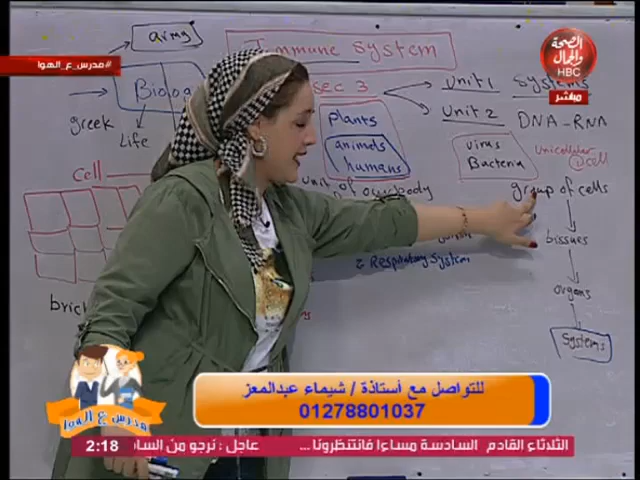 army
Immune System
#مدرس_ع_الهوا
الصحة
والجمال
HBC
مباشر
Biolog
greek
Life
sec 3
unit 1 Systems
unit 2 DNA-RNA
plants
animals
humans
virus
Bacteria
unicellular
cell
Cell
unit of our body
group of cells
tissues
organs
Systems
& Respiratory System
brick
مدرس ع الهوا
للتواصل مع أستاذة / شيماء عبدالمعز
01278801037
2:18
الثلاثاء القادم السادسة مساءا فانتظرونا... عاجل : نرجو من السا